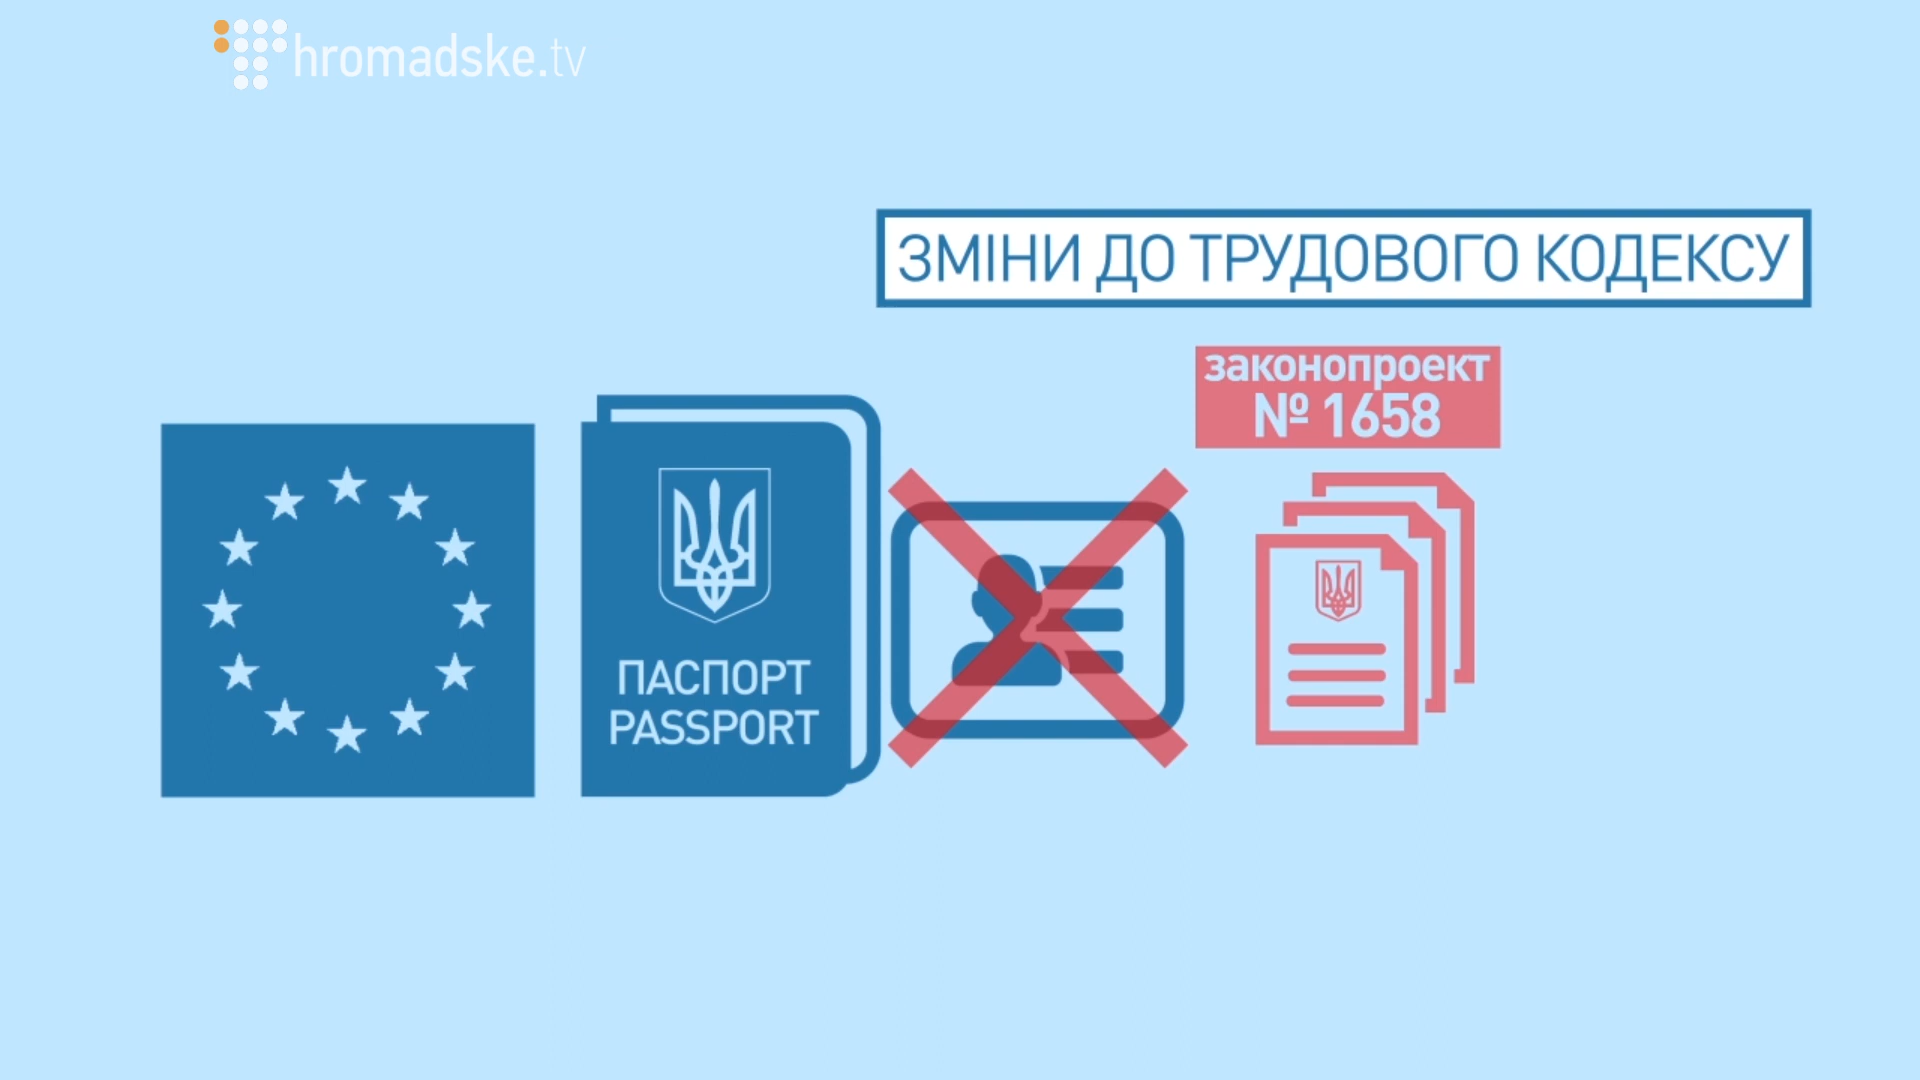 hromadske.tv
ЗМІНИ ДО ТРУДОВОГО КОДЕКСУ
законопроект
№ 1658
ПАСПОРТ
PASSPORT